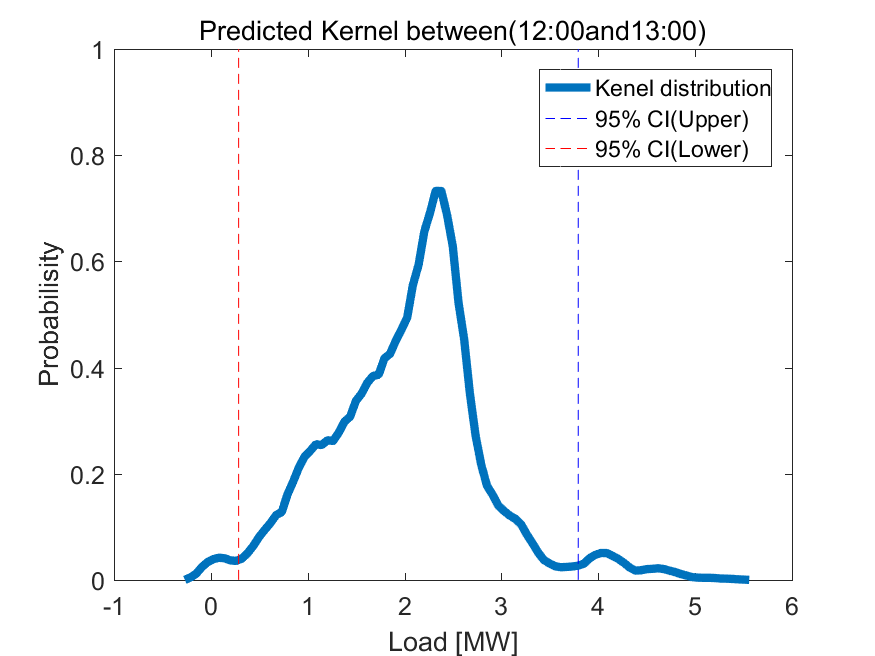 Predicted Kernel between(12:00and13:00)
1
0.8
0.6
0.4
0.2
0
Probabilisity
Kenel distribution
95% CI(Upper)
95% CI(Lower)
-1 0 1 2 3 4 5 6
Load [MW]